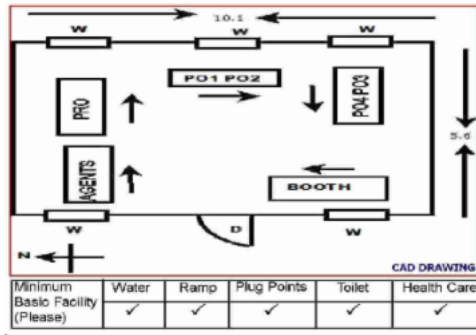 10.1
W W W
PO1 PO2
PRO
PO4 PO3
5.6
AGENTS
BOOTH
W D W
N
CAD DRAWING
Minimum Basic Facility (Please) Water Ramp Plug Points Toilet Health Care
✓ ✓ ✓ ✓ ✓